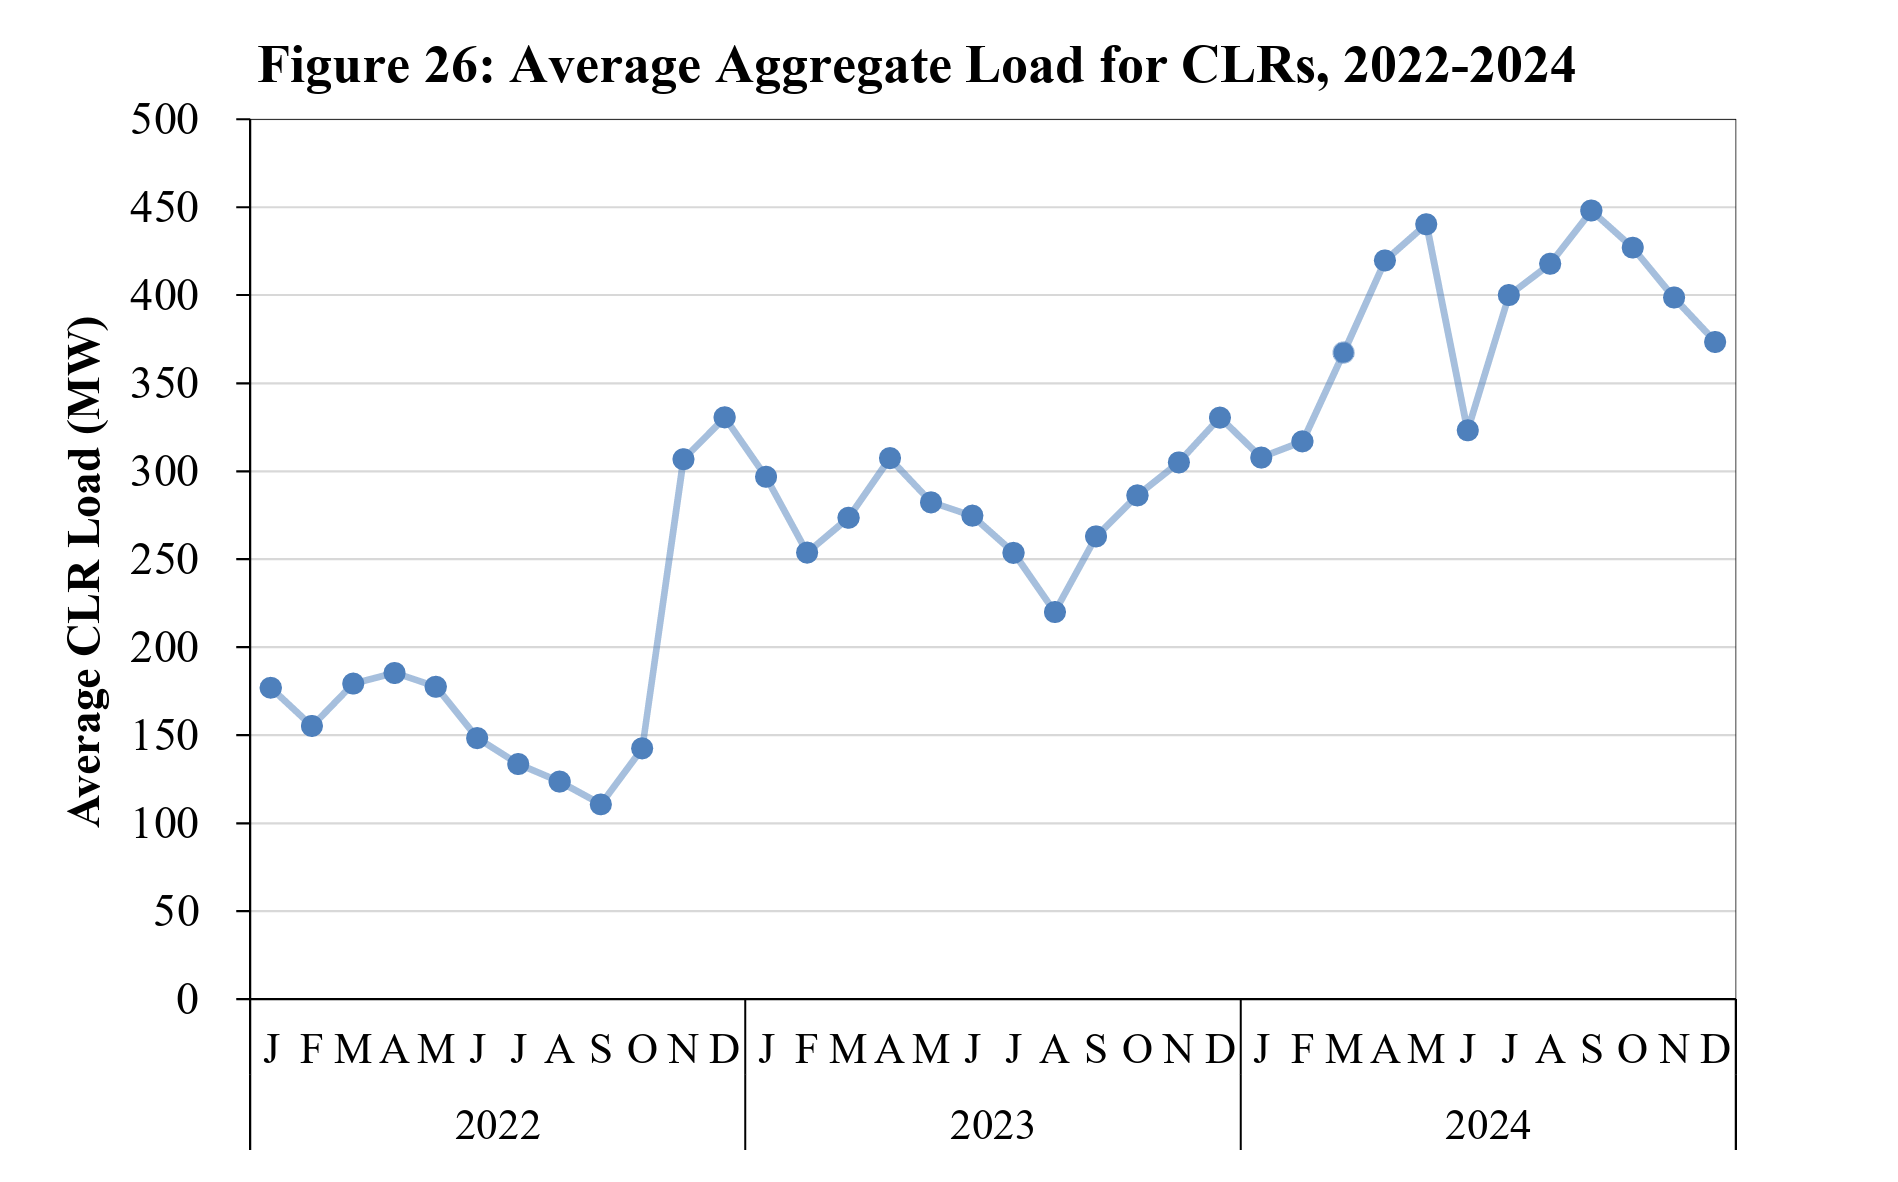 Figure 26: Average Aggregate Load for CLRs, 2022-2024
Average CLR Load (MW)
500
450
400
350
300
250
200
150
100
50
0
J F M A M J J A S O N D J F M A M J J A S O N D J F M A M J J A S O N D
2022 2023 2024